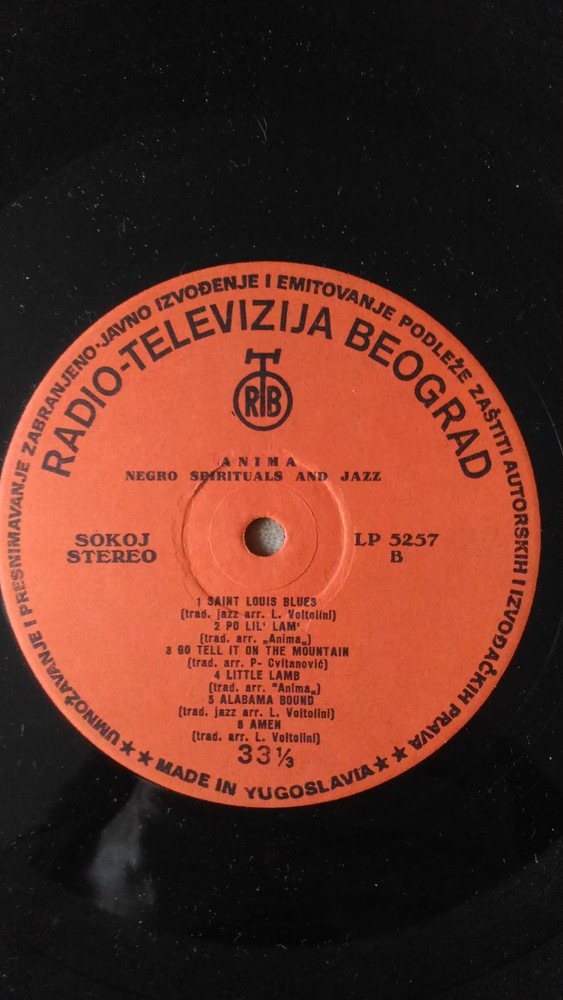 UMNOŽAVANJE I PRESNIMAVANJE ZABRANJENO·JAVNO IZVOĐENJE I EMITOVANJE PODLEŽE ZAŠTITI AUTORSKIH I IZVOĐAČKIH PRAVA
RADIO-TELEVIZIJA BEOGRAD
RTB
ANIMA
NEGRO SPIRITUALS AND JAZZ
SOKOJ
STEREO
LP 5257
B
1 SAINT LOUIS BLUES
(trad. jazz arr. L. Voltolini)
2 PO LIL' LAM'
(trad. arr. „Anima„)
3 GO TELL IT ON THE MOUNTAIN
(trad. arr. P- Cvitanović)
4 LITTLE LAMB
(trad. arr. "Anima„)
5 ALABAMA BOUND
(trad. jazz arr. L. Voltolini)
6 AMEN
(trad. arr. L. Voltolini)
33 1/3
★★ MADE IN YUGOSLAVIA ★★